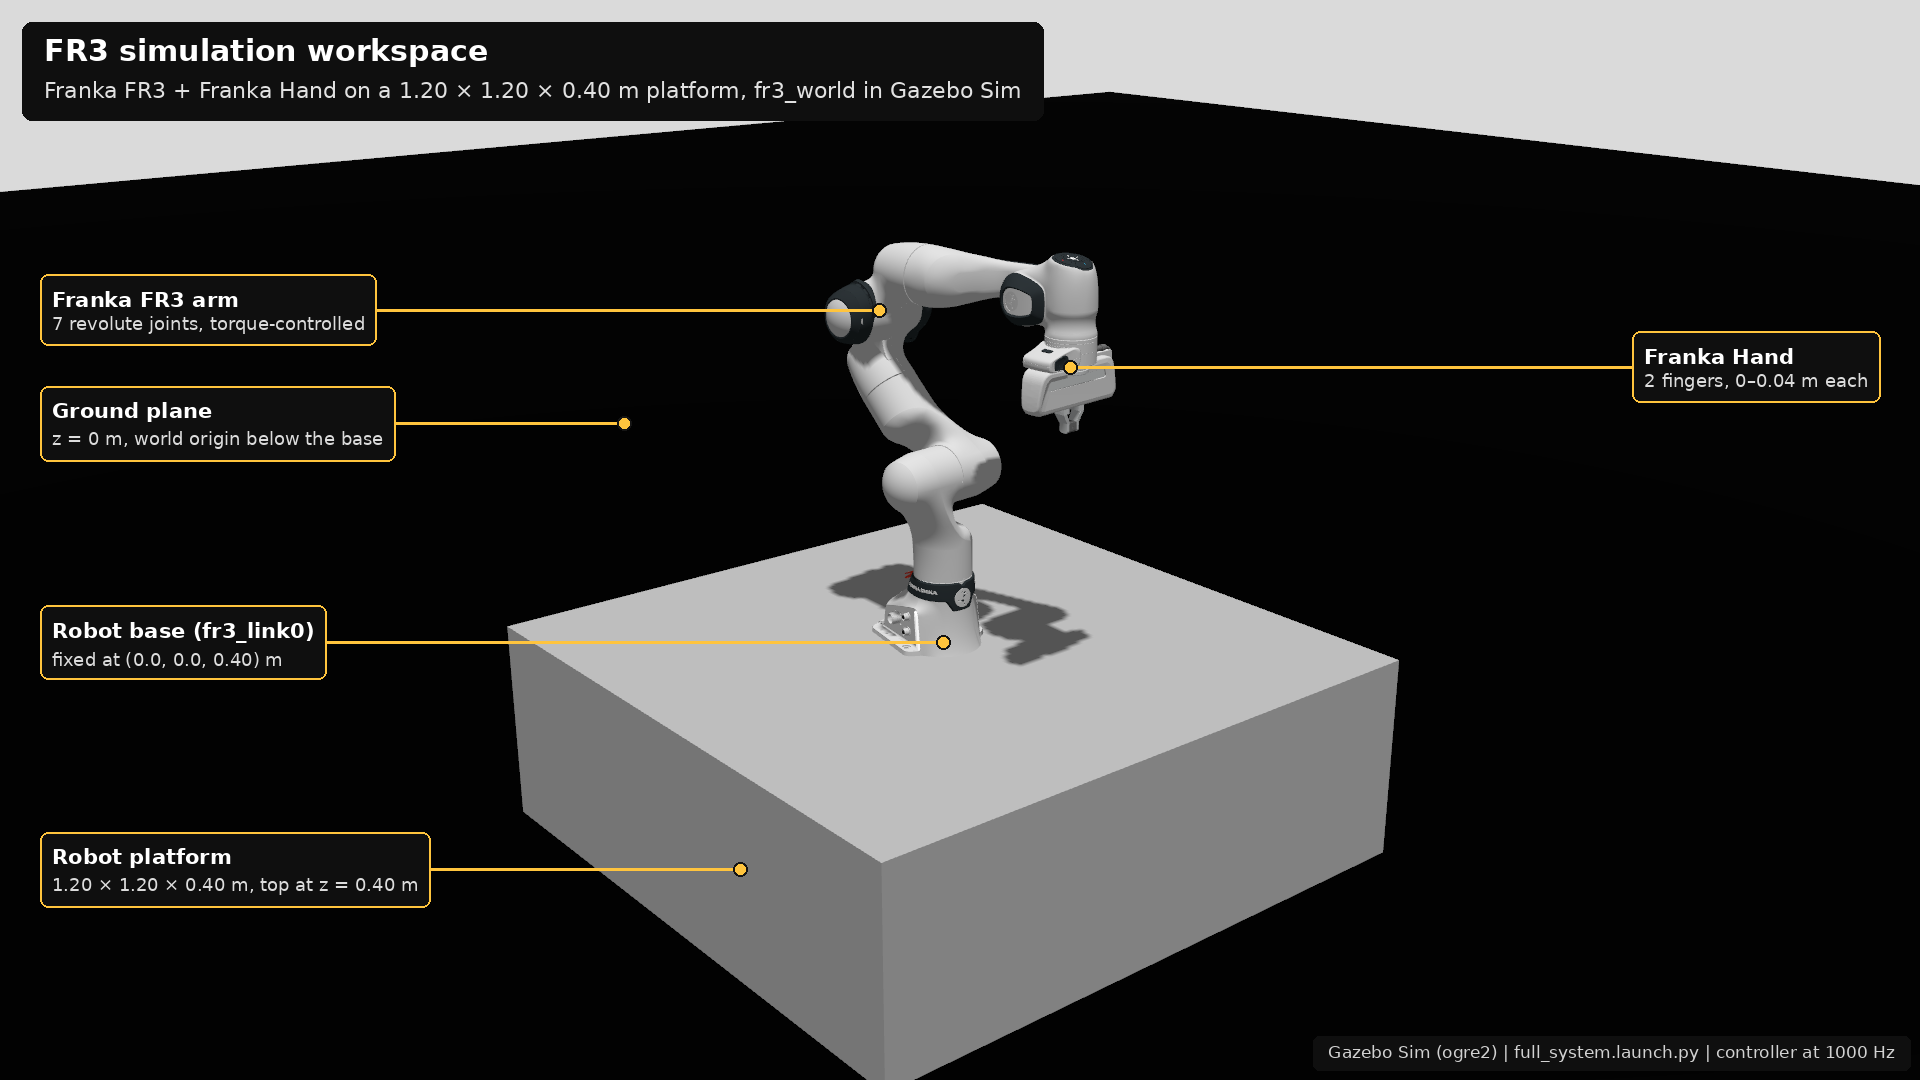 FR3 simulation workspace
Franka FR3 + Franka Hand on a 1.20 × 1.20 × 0.40 m platform, fr3_world in Gazebo Sim
Franka FR3 arm
7 revolute joints, torque-controlled
Franka Hand
2 fingers, 0–0.04 m each
Ground plane
z = 0 m, world origin below the base
Robot base (fr3_link0)
fixed at (0.0, 0.0, 0.40) m
Robot platform
1.20 × 1.20 × 0.40 m, top at z = 0.40 m
Gazebo Sim (ogre2) | full_system.launch.py | controller at 1000 Hz